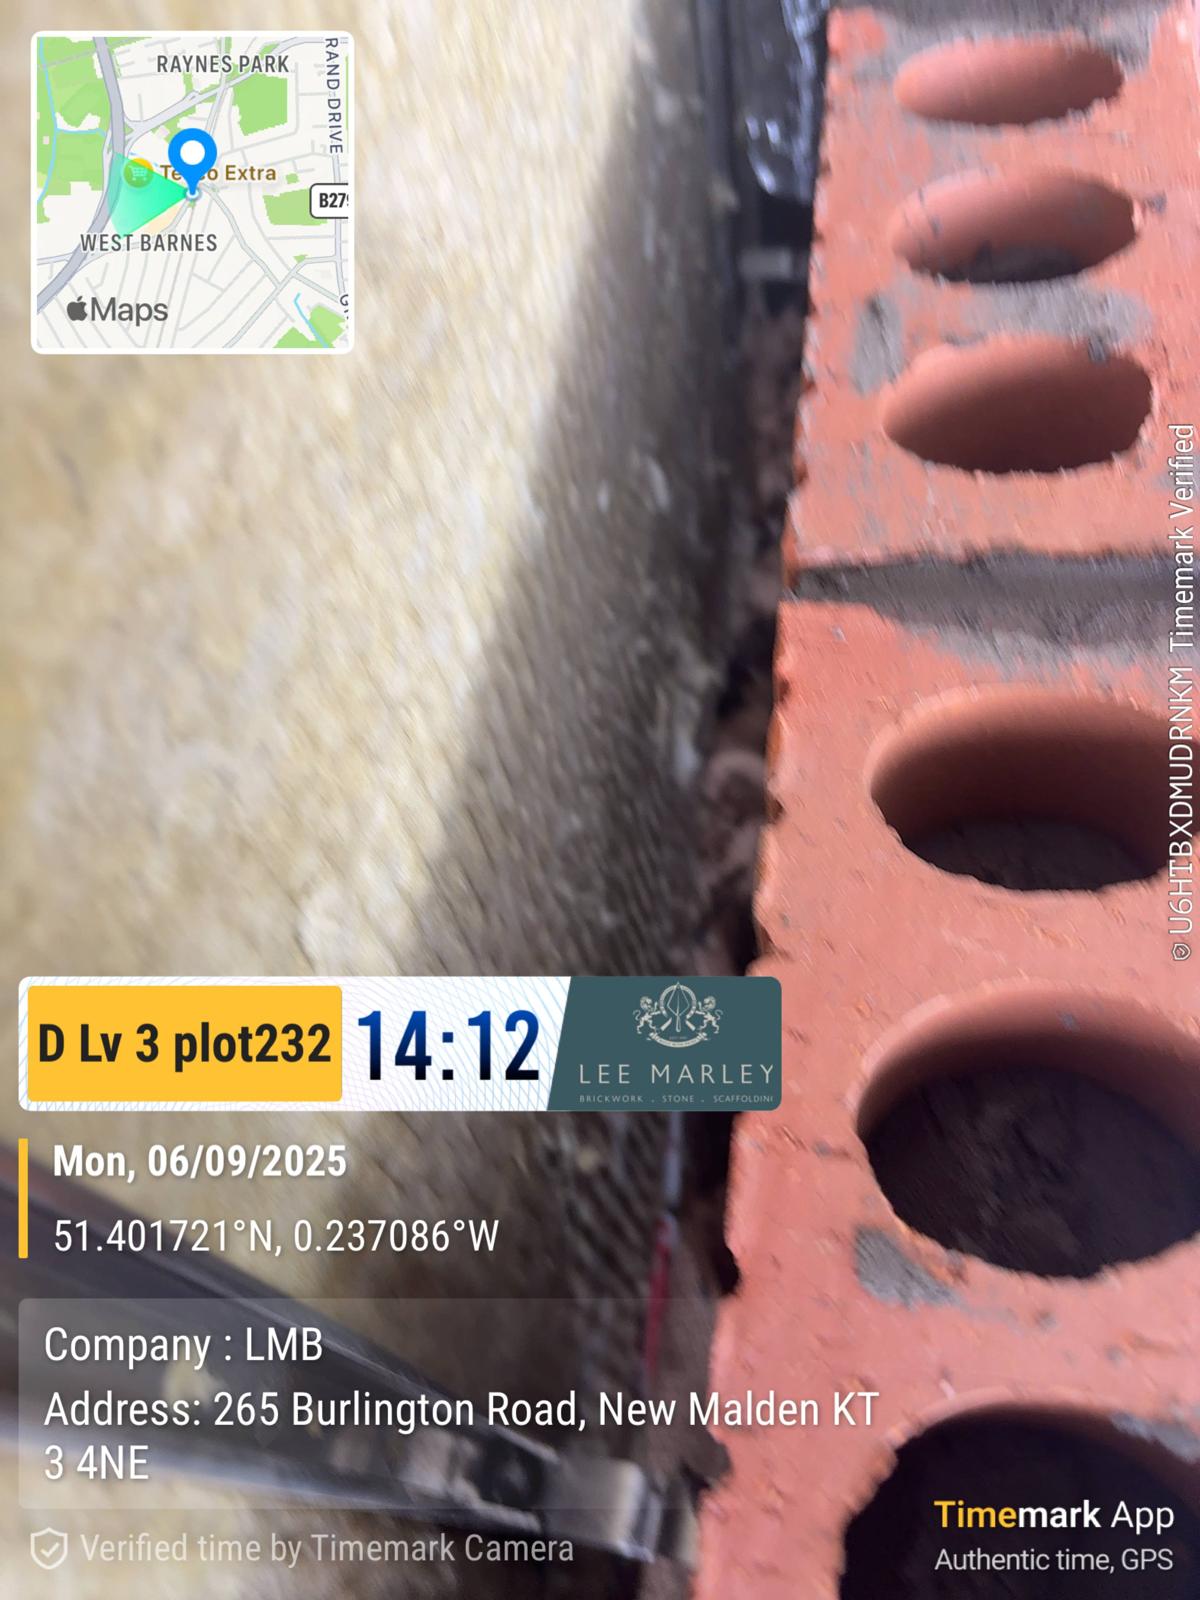 RAYNES PARK
RAND DRIVE
Extra
B279
WEST BARNES
Maps
D Lv 3 plot232
14:12
LEE MARLEY
BRICKWORK . STONE . SCAFFOLDIN
Mon, 06/09/2025
51.401721°N, 0.237086°W
Company : LMB
Address: 265 Burlington Road, New Malden KT
3 4NE
Verified time by Timemark Camera
Timemark App
Authentic time, GPS
U6HIBXDMUDRNKM Timemark Verified